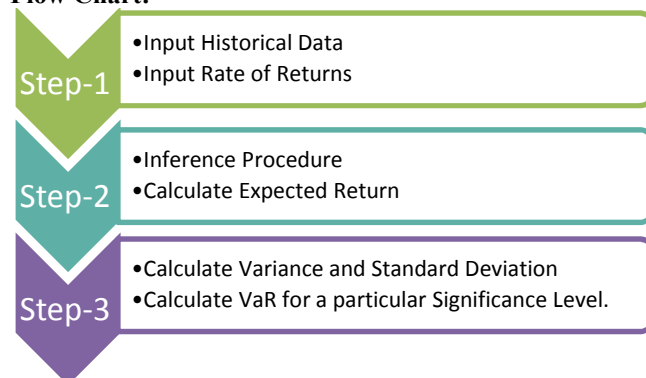 Flow Chart:
Step-1
•Input Historical Data
•Input Rate of Returns
Step-2
•Inference Procedure
•Calculate Expected Return
Step-3
•Calculate Variance and Standard Deviation
•Calculate VaR for a particular Significance Level.